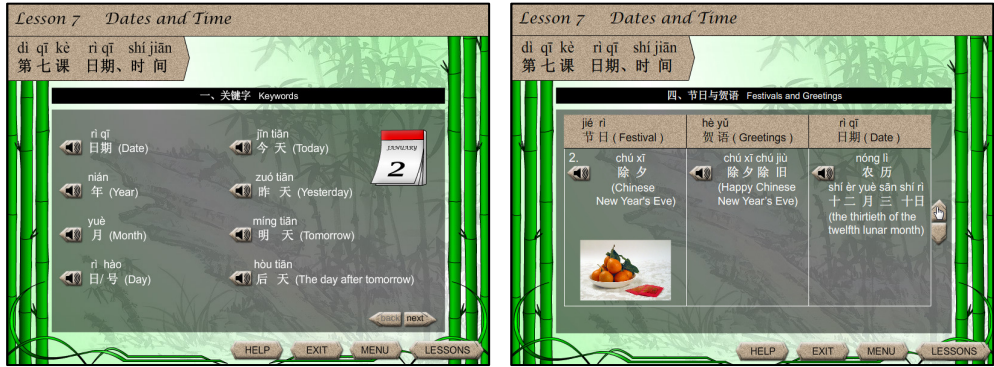 Lesson 7 Dates and Time
dì qī kè rì qī shí jiān
第七课 日期、时间
一、关键字 Keywords
rì qī
日期 (Date)
nián
年 (Year)
yuè
月 (Month)
rì hào
日/号 (Day)
jīn tiān
今天 (Today)
zuó tiān
昨天 (Yesterday)
míng tiān
明天 (Tomorrow)
hòu tiān
后天 (The day after tomorrow)
JANUARY
2
back next
HELP EXIT MENU LESSONS
Lesson 7 Dates and Time
dì qī kè rì qī shí jiān
第七课 日期、时间
四、节日与贺语 Festivals and Greetings
jié rì
节日 (Festival)
hè yǔ
贺语 (Greetings)
rì qī
日期 (Date)
2.
chú xī
除夕
(Chinese
New Year's Eve)
chú xī chú jiù
除夕除旧
(Happy Chinese
New Year's Eve)
nóng lì
农历
shí èr yuè sān shí rì
十二月三十日
(the thirtieth of the
twelfth lunar month)
HELP EXIT MENU LESSONS